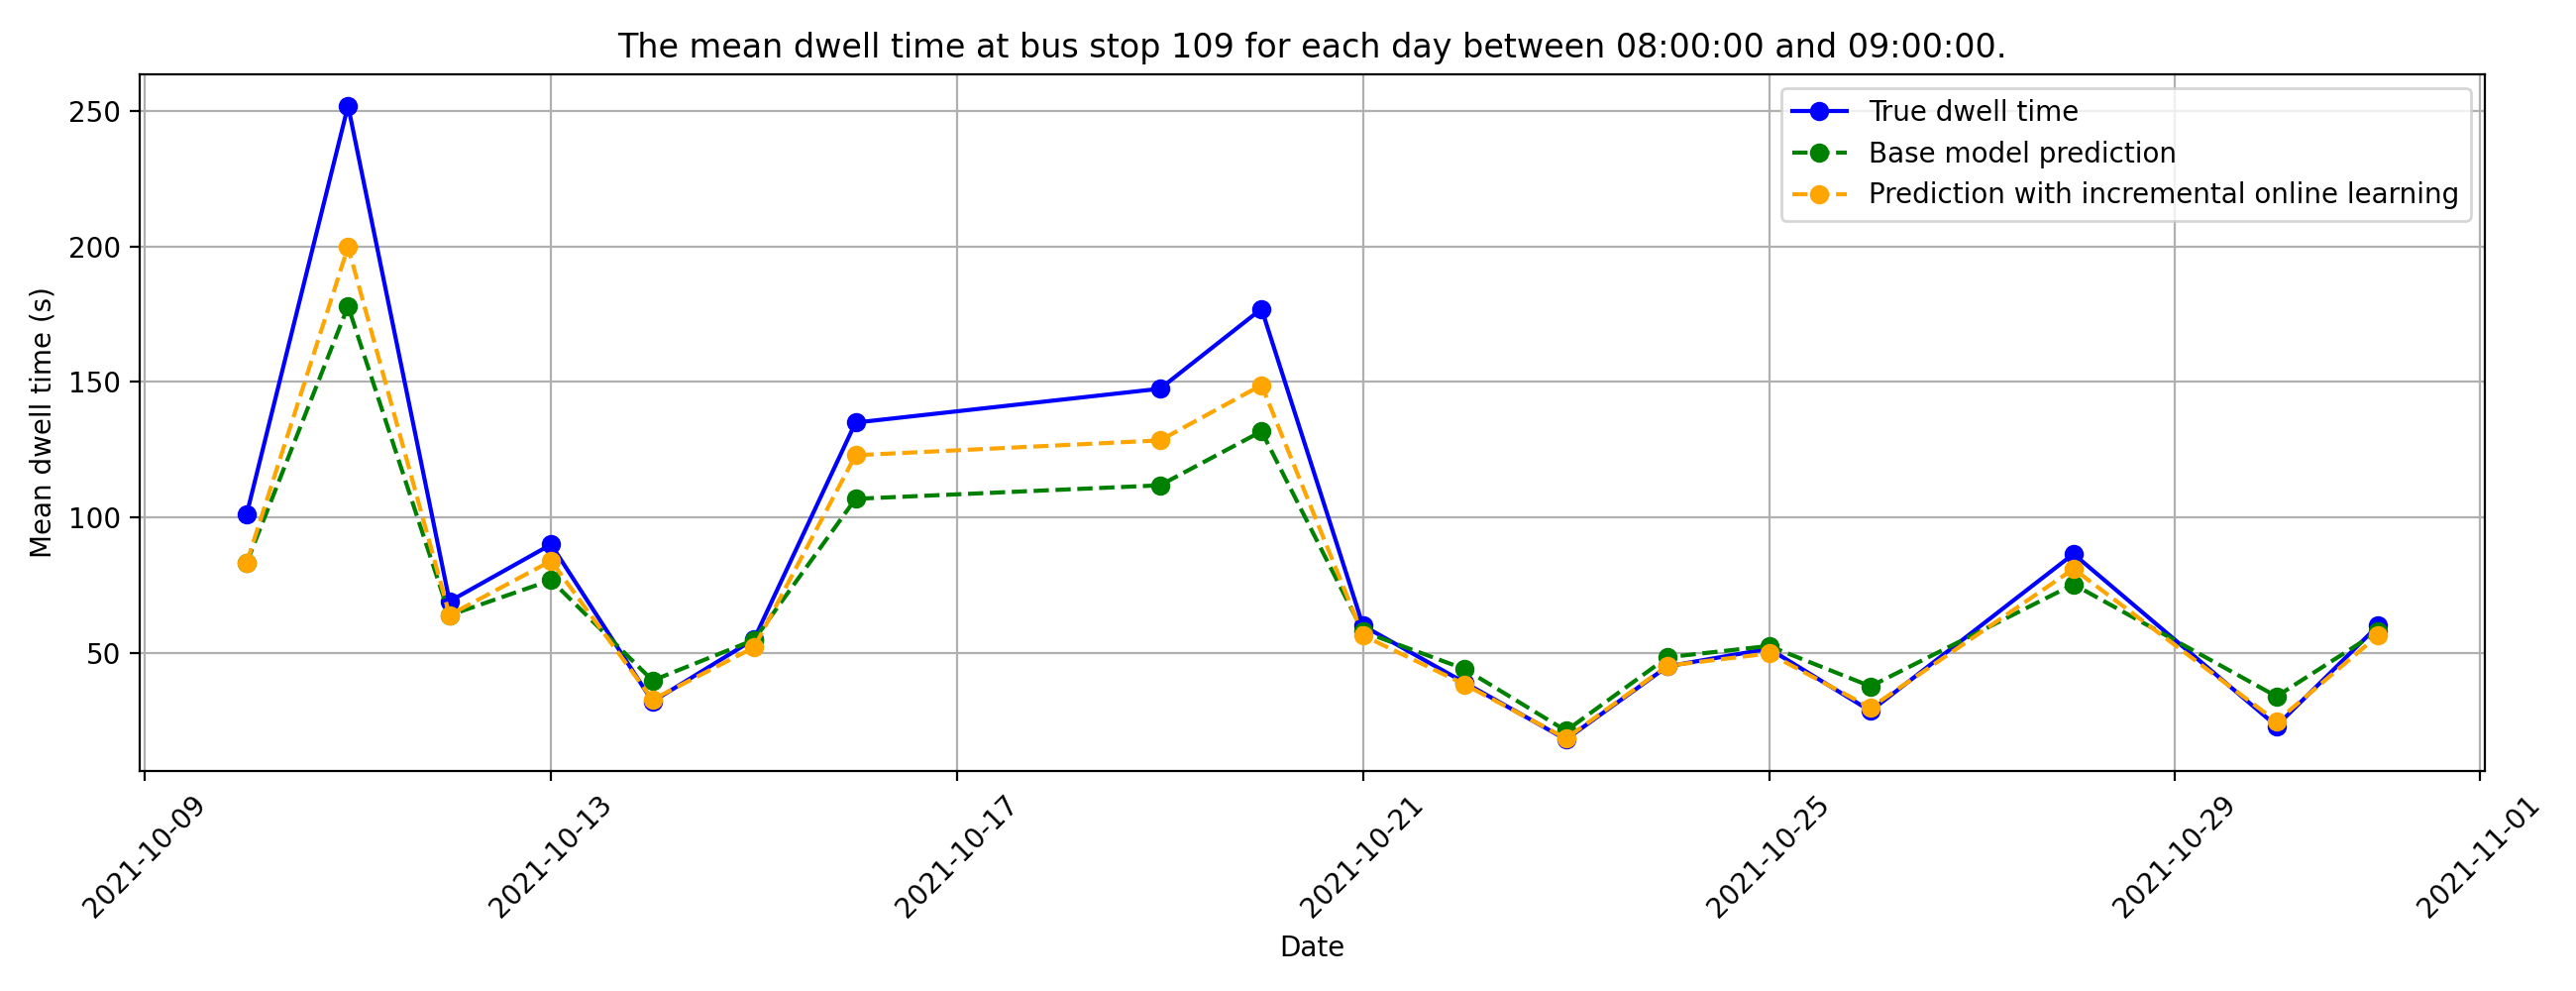 The mean dwell time at bus stop 109 for each day between 08:00:00 and 09:00:00.
True dwell time
Base model prediction
Prediction with incremental online learning
Mean dwell time (s)
250
200
150
100
50
2021-10-09
2021-10-13
2021-10-17
2021-10-21
2021-10-25
2021-10-29
2021-11-01
Date